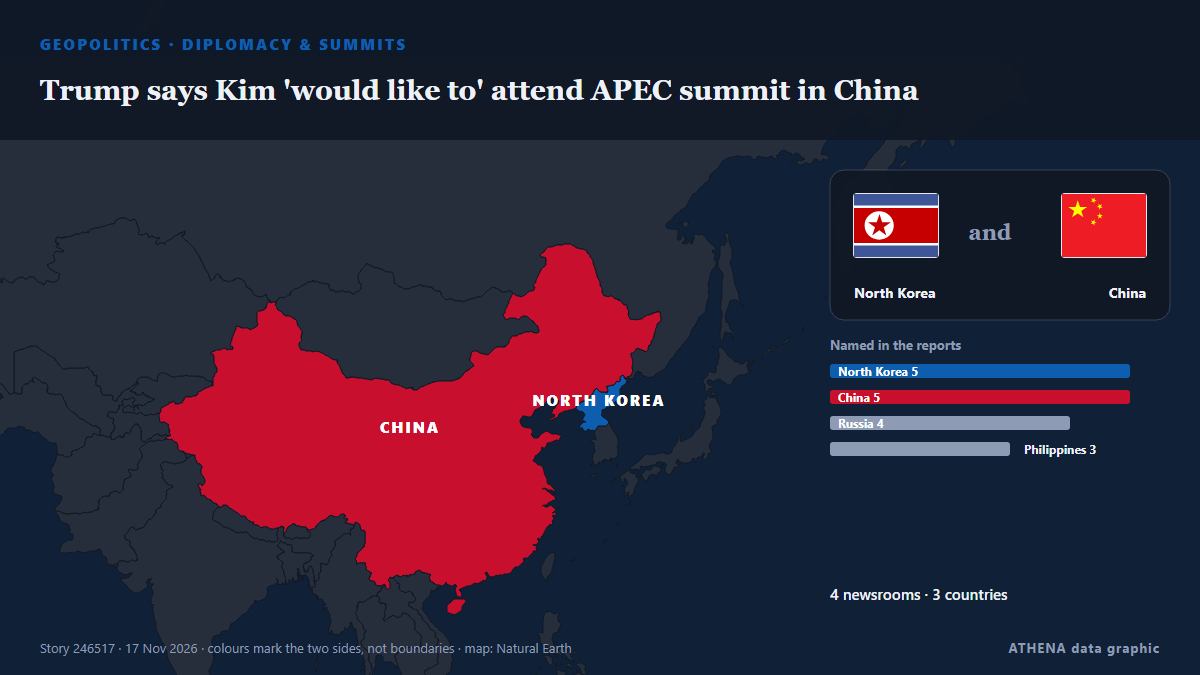 GEOPOLITICS · DIPLOMACY & SUMMITS
Trump says Kim 'would like to' attend APEC summit in China
and
North Korea
China
Named in the reports
North Korea 5
China 5
Russia 4
Philippines 3
NORTH KOREA
CHINA
4 newsrooms · 3 countries
Story 246517 · 17 Nov 2026 · colours mark the two sides, not boundaries · map: Natural Earth
ATHENA data graphic